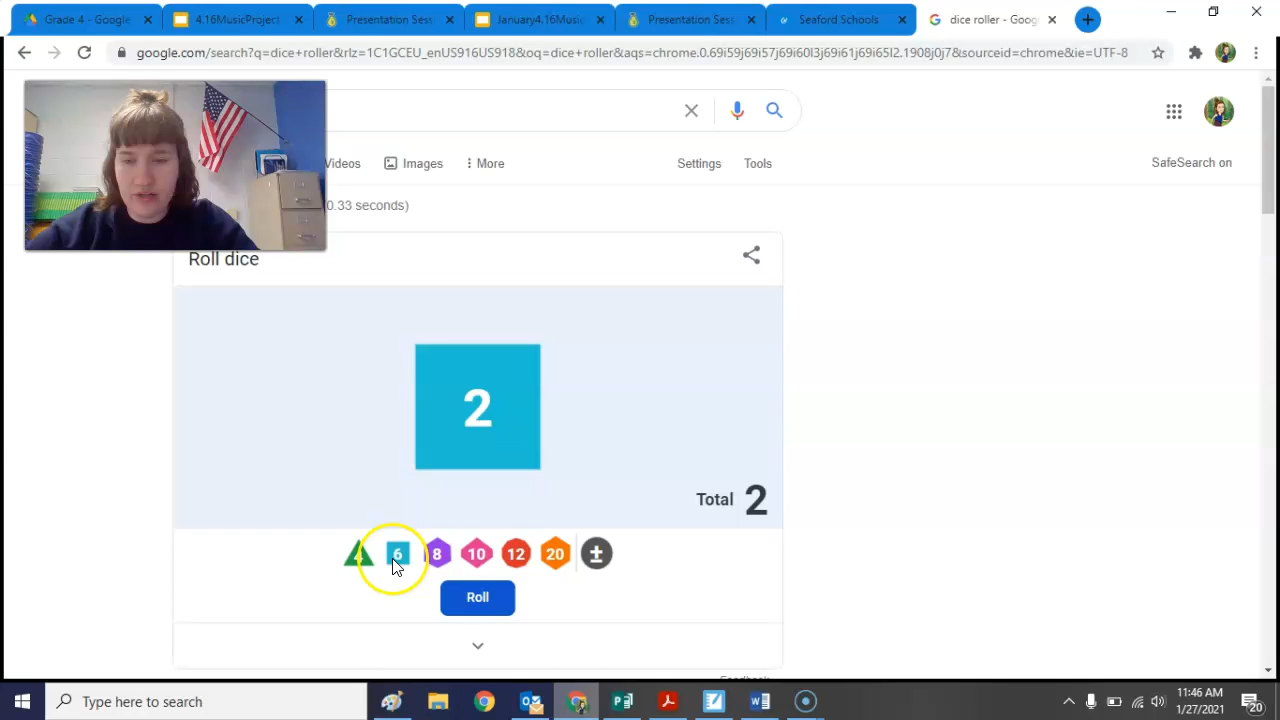 Grade 4 - Google
4.16MusicProject
Presentation Sess
January4.16Music
Presentation Sess
Seaford Schools
dice roller - Goog
google.com/search?q=dice+roller&rlz=1C1GCEU_enUS916US918&oq=dice+roller&aqs=chrome.0.69i59j69i57j69i60l3j69i61j69i65l2.1908j0j7&sourceid=chrome&ie=UTF-8
Videos
Images
More
Settings
Tools
SafeSearch on
0.33 seconds)
Roll dice
2
Total 2
4 6 8 10 12 20 ±
Roll
Type here to search
11:46 AM
1/27/2021
20